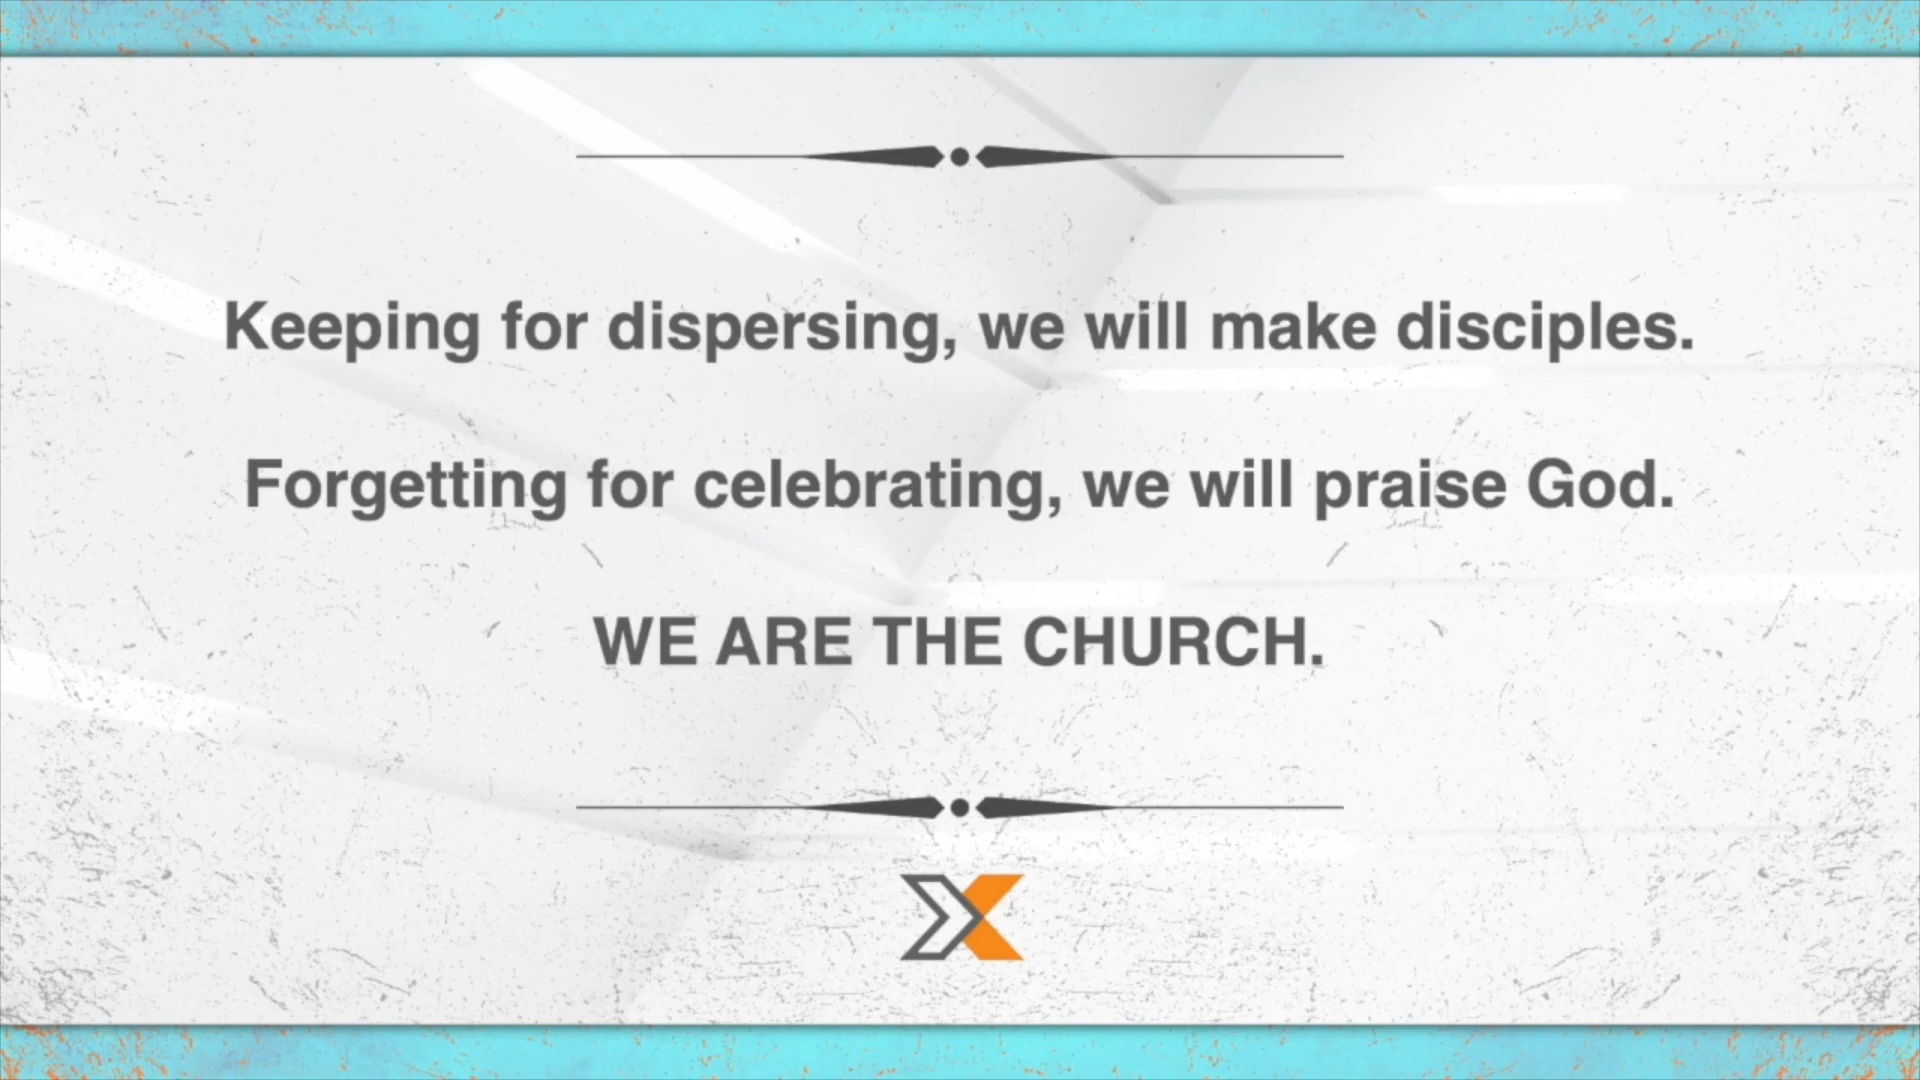 Keeping for dispersing, we will make disciples.
Forgetting for celebrating, we will praise God.
WE ARE THE CHURCH.